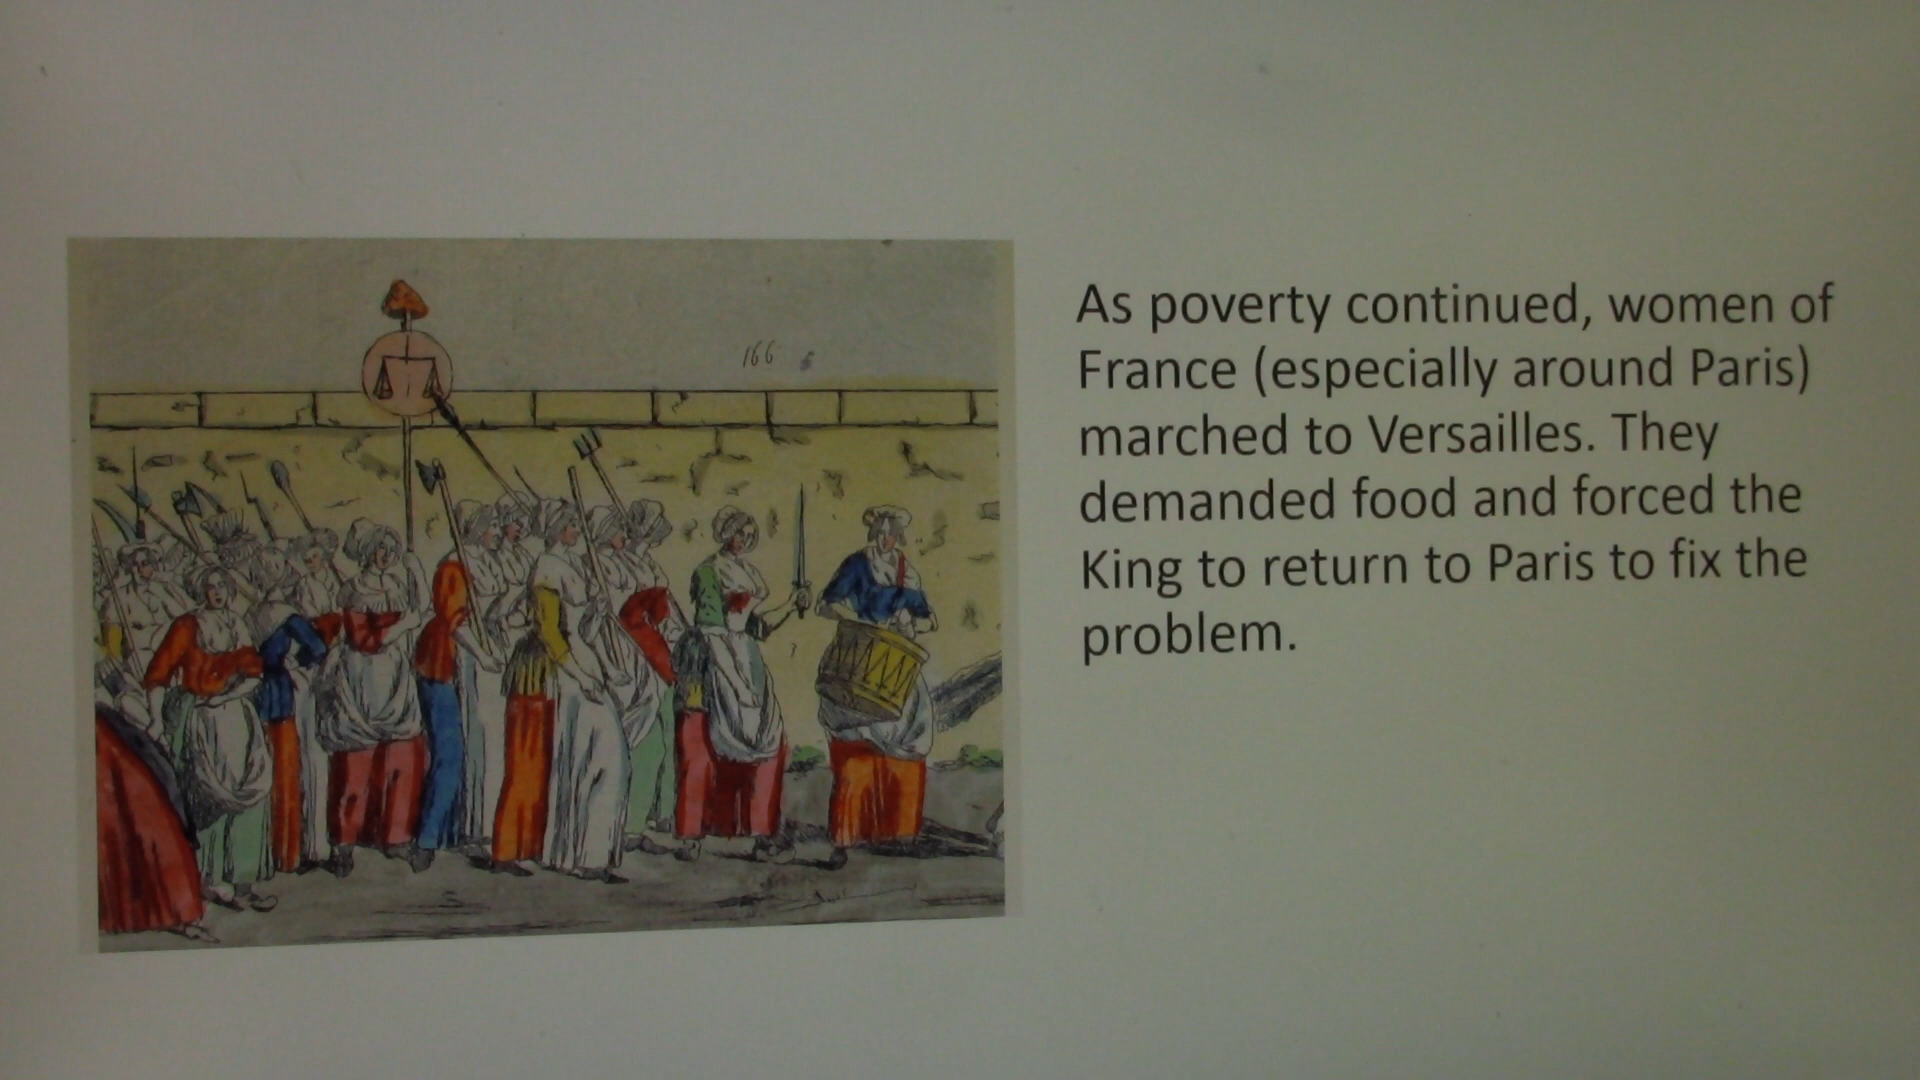 166
As poverty continued, women of
France (especially around Paris)
marched to Versailles. They
demanded food and forced the
King to return to Paris to fix the
problem.